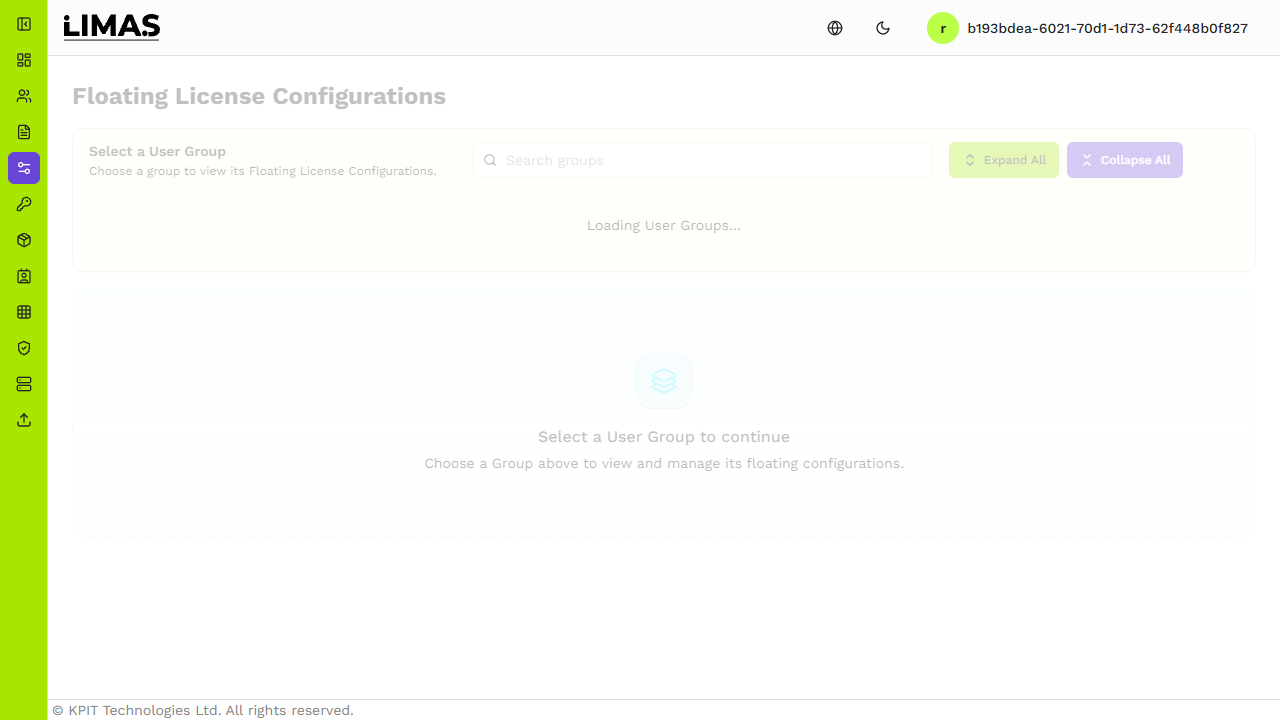 LIMAS
r b193bdea-6021-70d1-1d73-62f448b0f827
Floating License Configurations
Select a User Group
Choose a group to view its Floating License Configurations.
Search groups
Expand All
Collapse All
Loading User Groups...
Select a User Group to continue
Choose a Group above to view and manage its floating configurations.
© KPIT Technologies Ltd. All rights reserved.